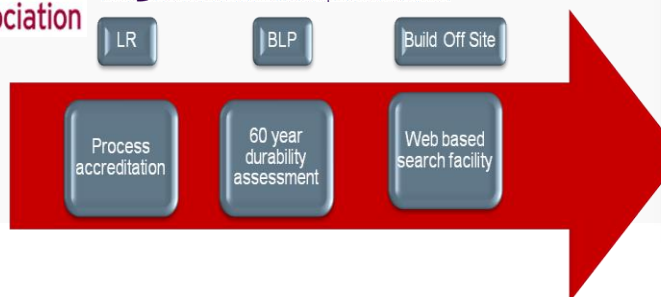 ociation
LR
BLP
Build Off Site
Process
accreditation
60 year
durability
assessment
Web based
search facility